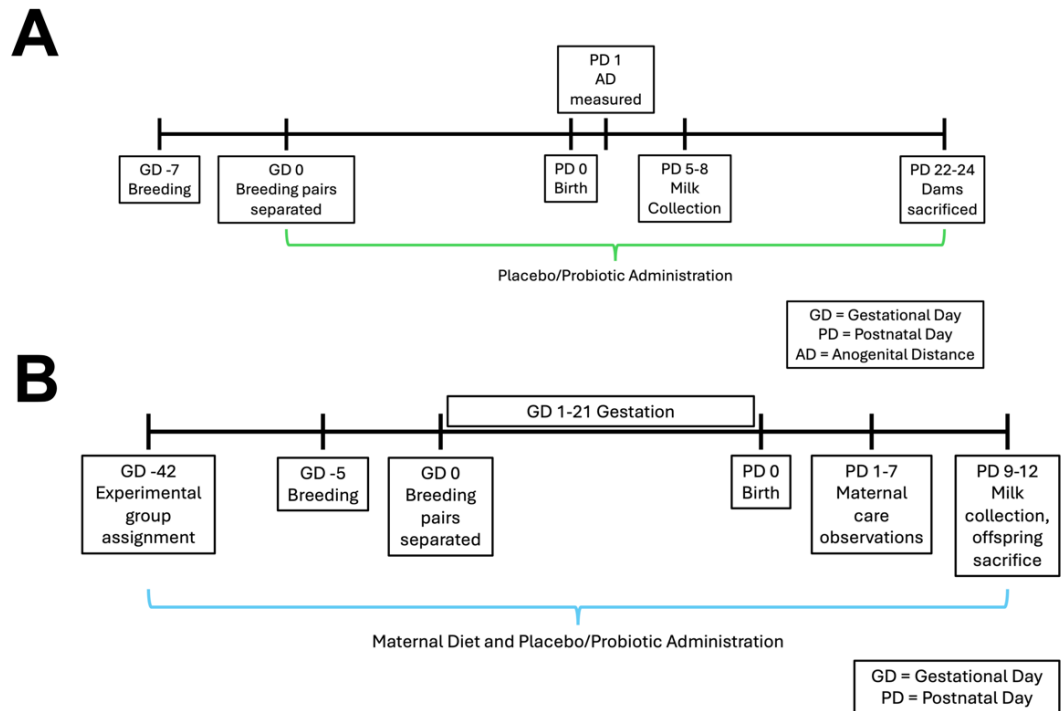 A
PD 1
AD
measured
GD -7
Breeding
GD 0
Breeding pairs
separated
PD 0
Birth
PD 5-8
Milk
Collection
PD 22-24
Dams
sacrificed
Placebo/Probiotic Administration
GD = Gestational Day
PD = Postnatal Day
AD = Anogenital Distance
B
GD 1-21 Gestation
GD -42
Experimental
group
assignment
GD -5
Breeding
GD 0
Breeding
pairs
separated
PD 0
Birth
PD 1-7
Maternal
care
observations
PD 9-12
Milk
collection,
offspring
sacrifice
Maternal Diet and Placebo/Probiotic Administration
GD = Gestational Day
PD = Postnatal Day